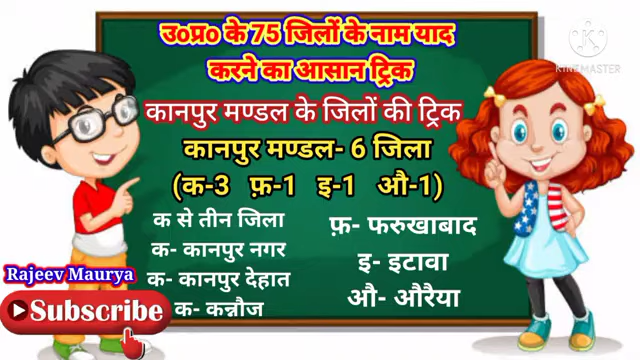 उ०प्र० के 75 जिलों के नाम याद
करने का आसान ट्रिक
KINEMASTER
कानपुर मण्डल के जिलों की ट्रिक
कानपुर मण्डल- 6 जिला
(क-3 फ़-1 इ-1 औ-1)
क से तीन जिला
क- कानपुर नगर
क- कानपुर देहात
क- कन्नौज
फ़- फरुखाबाद
इ- इटावा
औ- औरैया
Rajeev Maurya
Subscribe